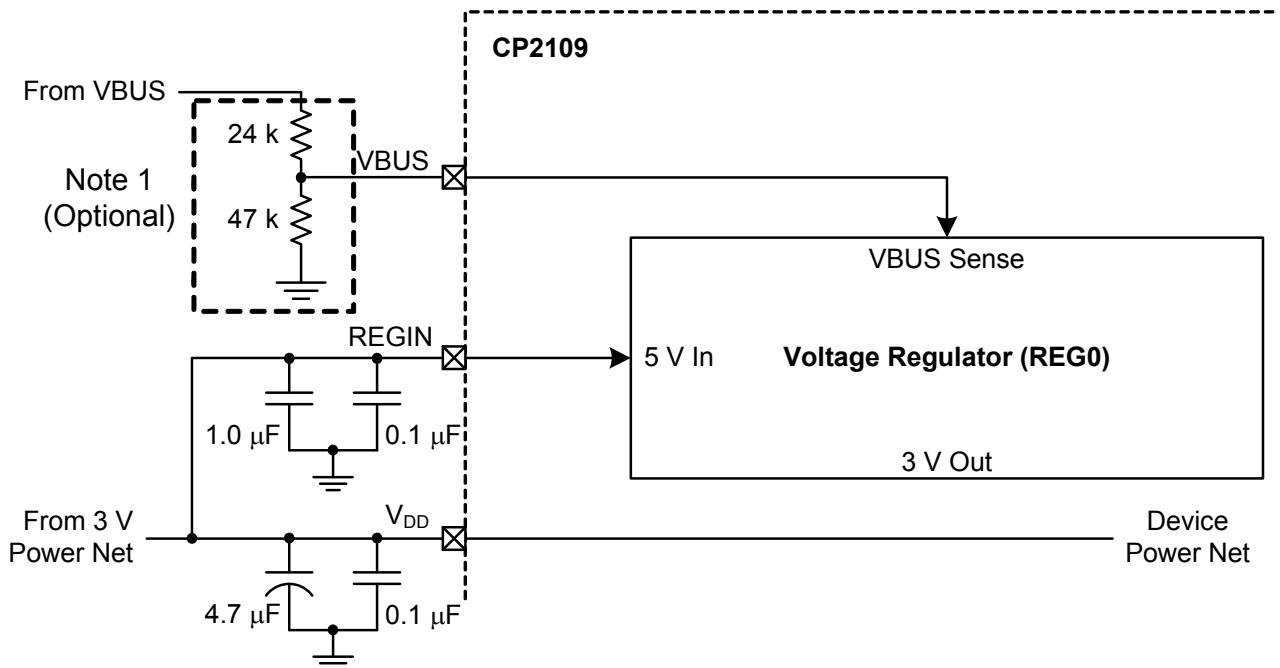 CP2109
From VBUS
24 k
VBUS
Note 1
(Optional)
47 k
VBUS Sense
REGIN
5 V In
Voltage Regulator (REG0)
1.0 μF
0.1 μF
3 V Out
From 3 V
Power Net
VDD
Device
Power Net
4.7 μF
0.1 μF